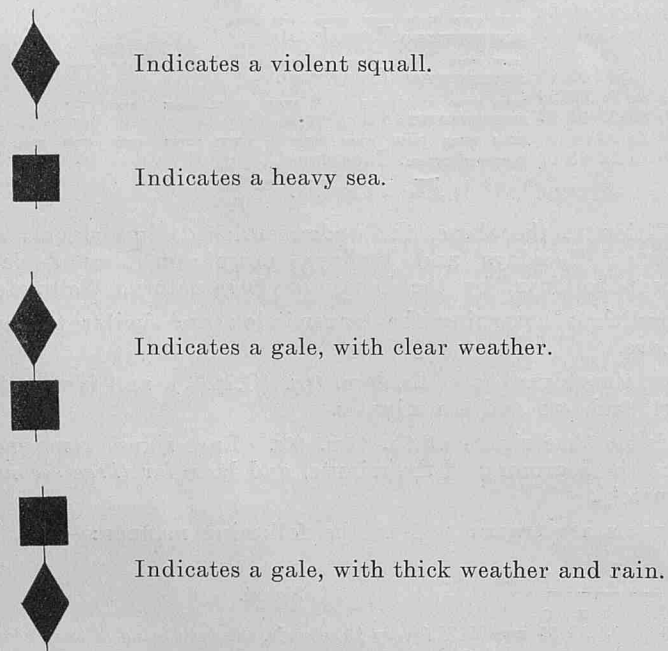 Indicates a violent squall.
Indicates a heavy sea.
Indicates a gale, with clear weather.
Indicates a gale, with thick weather and rain.